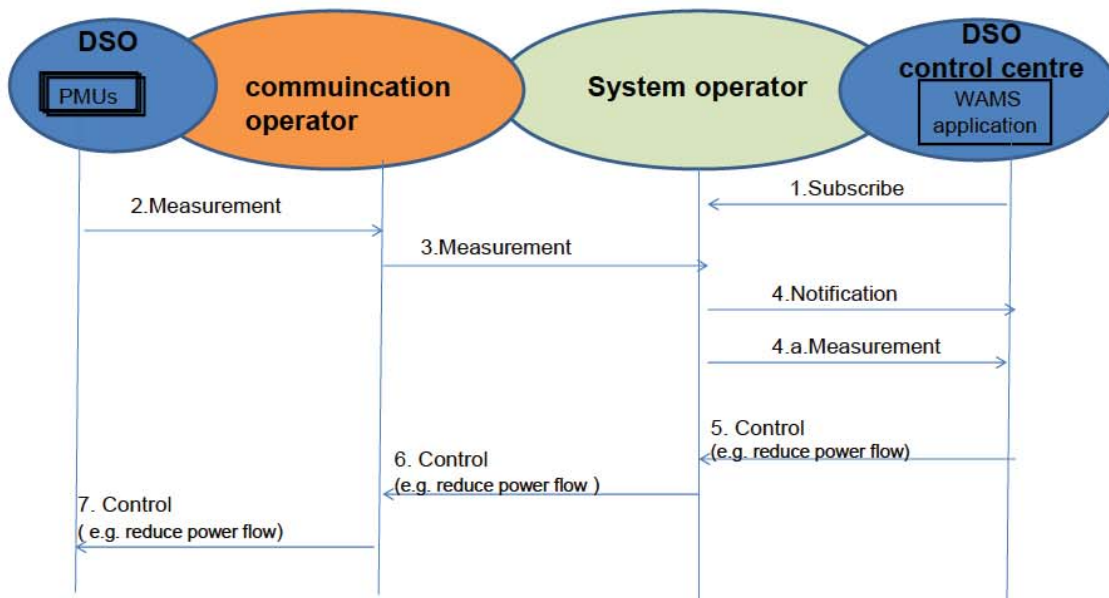 DSO
PMUs
commuincation
operator
System operator
DSO
control centre
WAMS
application
1.Subscribe
2.Measurement
3.Measurement
4.Notification
4.a.Measurement
5. Control
(e.g. reduce power flow)
6. Control
(e.g. reduce power flow )
7. Control
( e.g. reduce power flow)